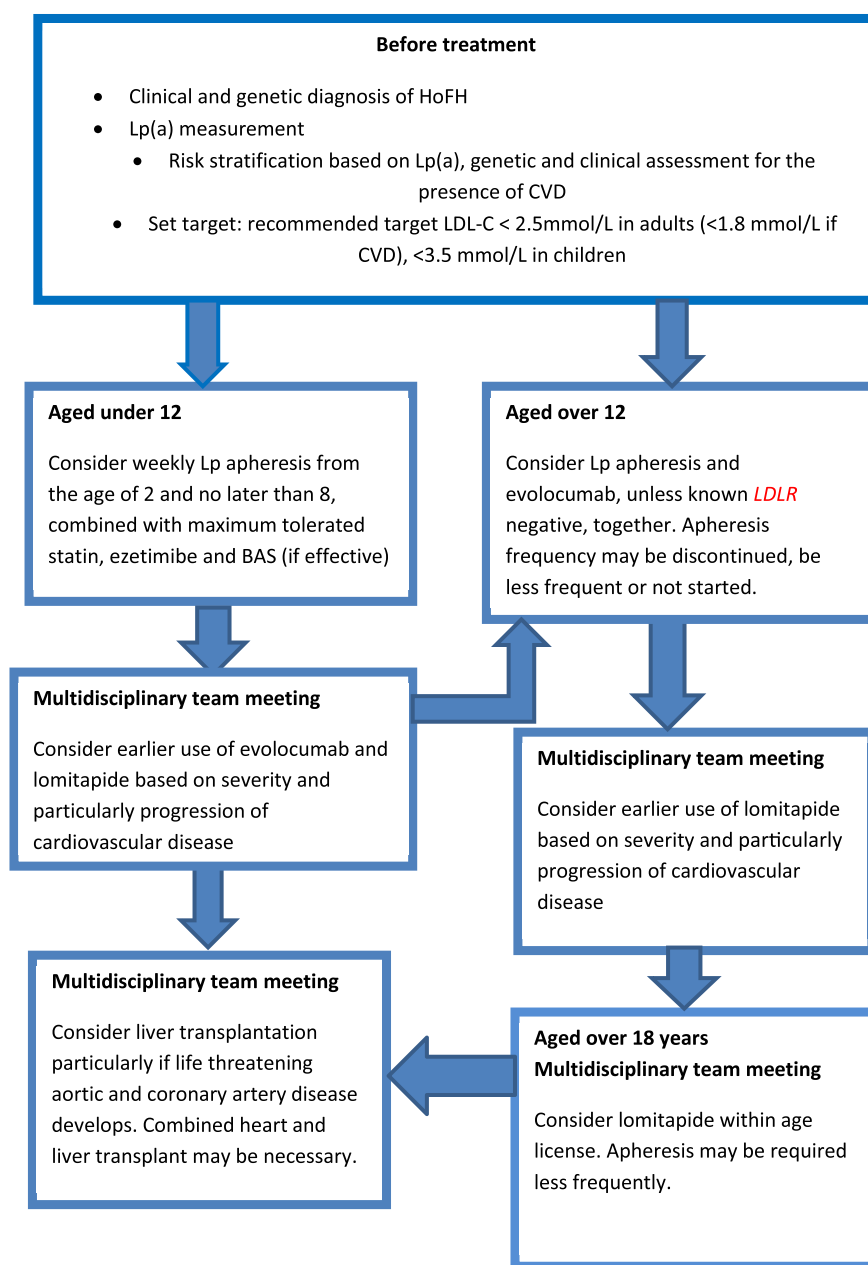 Before treatment
• Clinical and genetic diagnosis of HoFH
• Lp(a) measurement
• Risk stratification based on Lp(a), genetic and clinical assessment for the
presence of CVD
• Set target: recommended target LDL-C < 2.5mmol/L in adults (<1.8 mmol/L if
CVD), <3.5 mmol/L in children
Aged under 12
Consider weekly Lp apheresis from
the age of 2 and no later than 8,
combined with maximum tolerated
statin, ezetimibe and BAS (if effective)
Aged over 12
Consider Lp apheresis and
evolocumab, unless known LDLR
negative, together. Apheresis
frequency may be discontinued, be
less frequent or not started.
Multidisciplinary team meeting
Consider earlier use of evolocumab and
lomitapide based on severity and
particularly progression of
cardiovascular disease
Multidisciplinary team meeting
Consider earlier use of lomitapide
based on severity and particularly
progression of cardiovascular
disease
Multidisciplinary team meeting
Consider liver transplantation
particularly if life threatening
aortic and coronary artery disease
develops. Combined heart and
liver transplant may be necessary.
Aged over 18 years
Multidisciplinary team meeting
Consider lomitapide within age
license. Apheresis may be required
less frequently.